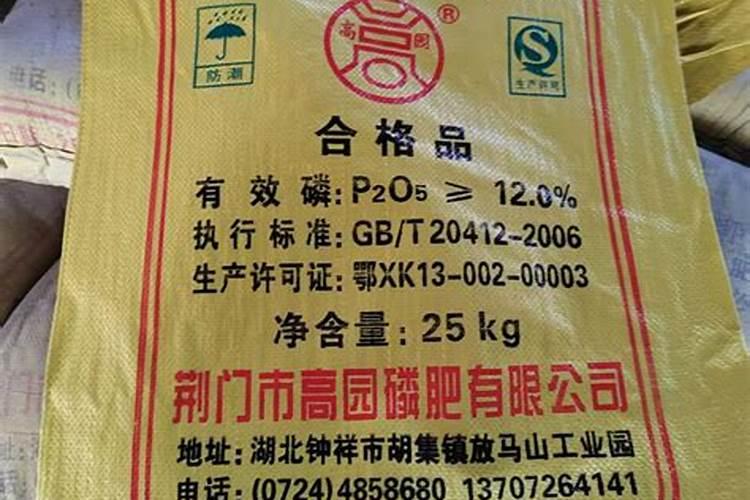 高园®
防潮
生产许可
合格品
有效磷：P₂O₅ ≥ 12.0%
执行标准：GB/T 20412-2006
生产许可证：鄂XK13-002-00003
净含量：25 kg
荆门市高园磷肥有限公司
地址：湖北钟祥市胡集镇放马山工业园
电话：(0724)4858680 13707264141
电话：(